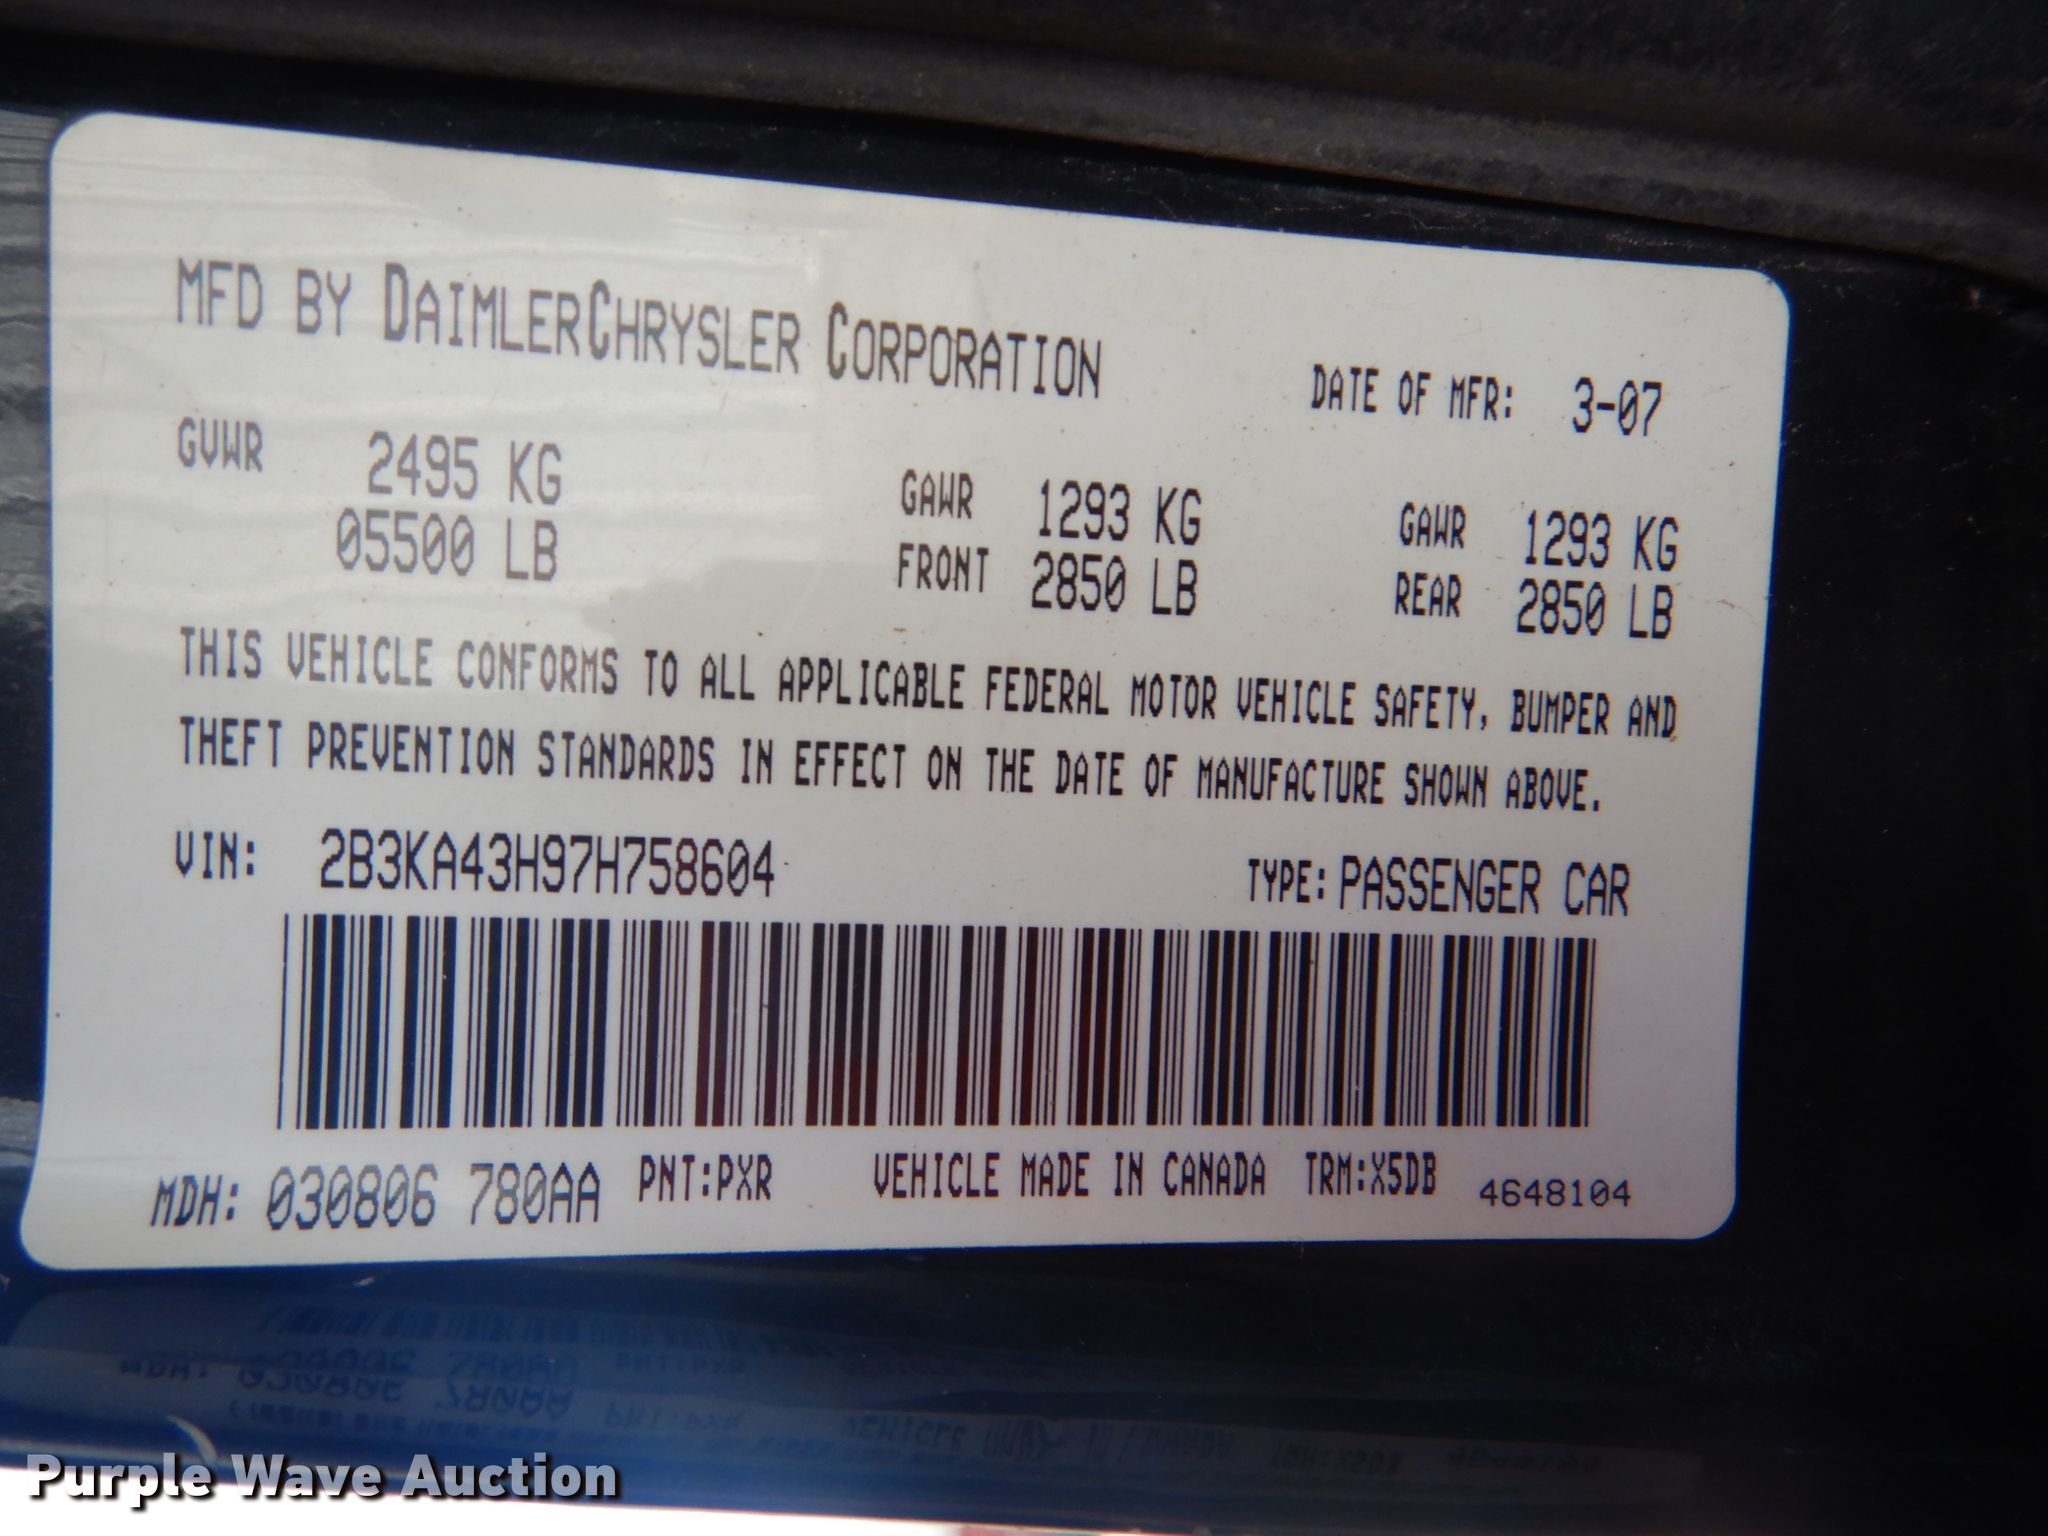 MFD BY DAIMLERCHRYSLER CORPORATION
DATE OF MFR: 3-07
GVWR 2495 KG
05500 LB
GAWR 1293 KG
FRONT 2850 LB
GAWR 1293 KG
REAR 2850 LB
THIS VEHICLE CONFORMS TO ALL APPLICABLE FEDERAL MOTOR VEHICLE SAFETY, BUMPER AND
THEFT PREVENTION STANDARDS IN EFFECT ON THE DATE OF MANUFACTURE SHOWN ABOVE.
VIN: 2B3KA43H97H758604
TYPE: PASSENGER CAR
MDH: 030806 780AA PNT:PXR VEHICLE MADE IN CANADA TRM:X5DB 4648104
Purple Wave Auction